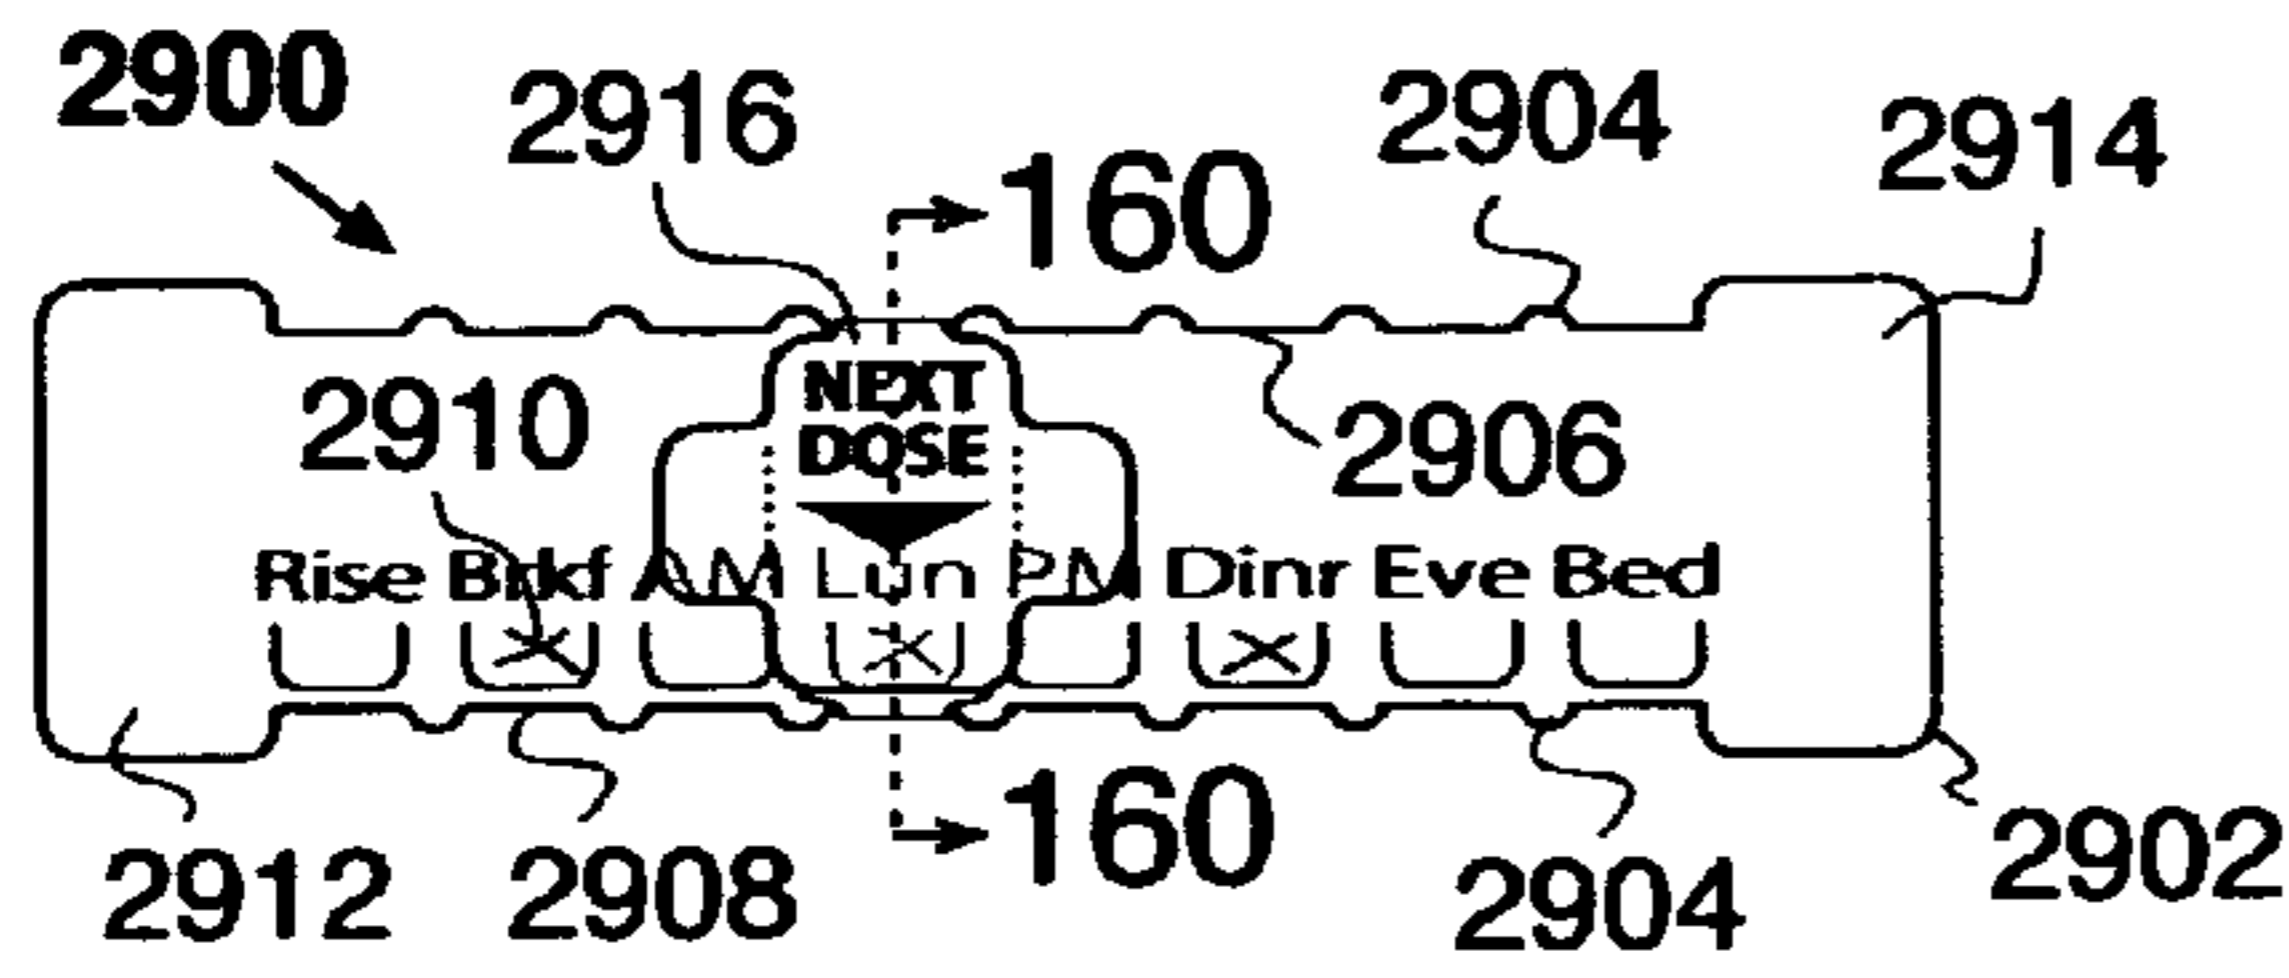 2900 2916 2904 2914
160
NEXT
DOSE
2910 2906
Rise Brkf AM Lun PM Dinr Eve Bed
X X X
160
2912 2908 2904 2902